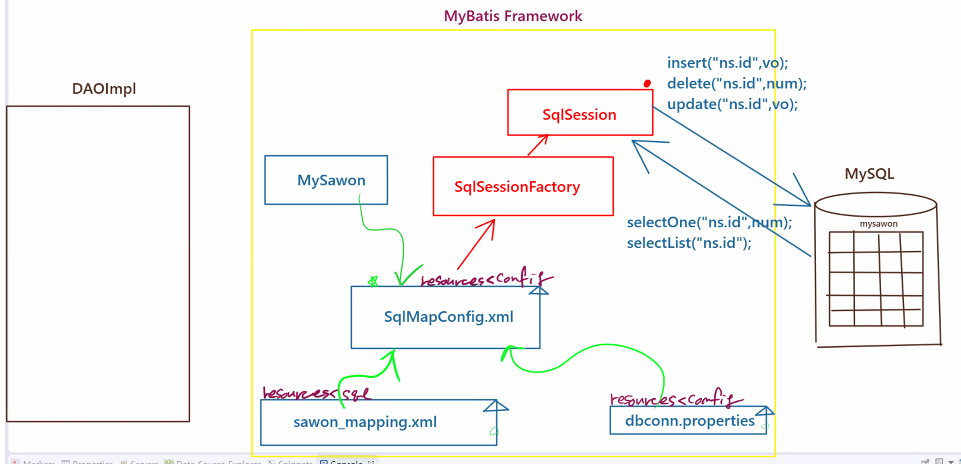 MyBatis Framework
DAOImpl
insert("ns.id",vo);
delete("ns.id",num);
update("ns.id",vo);
SqlSession
MySawon
SqlSessionFactory
MySQL
mysawon
selectOne("ns.id",num);
selectList("ns.id");
resources<config
SqlMapConfig.xml
resources<sql
sawon_mapping.xml
resources<config
dbconn.properties
Markers Properties Servers Data Source Explorer Snippets Console